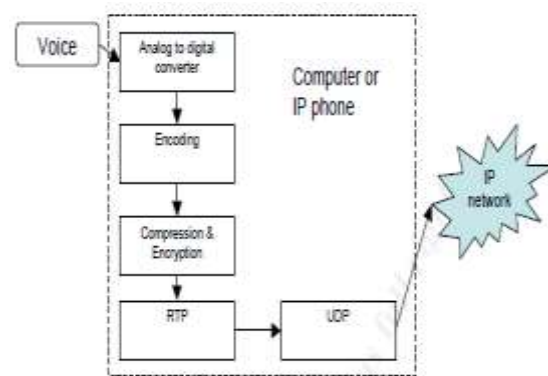 Voice
Analog to digital
converter
Computer or
IP phone
Encoding
IP
network
Compression &
Encryption
RTP
UDP